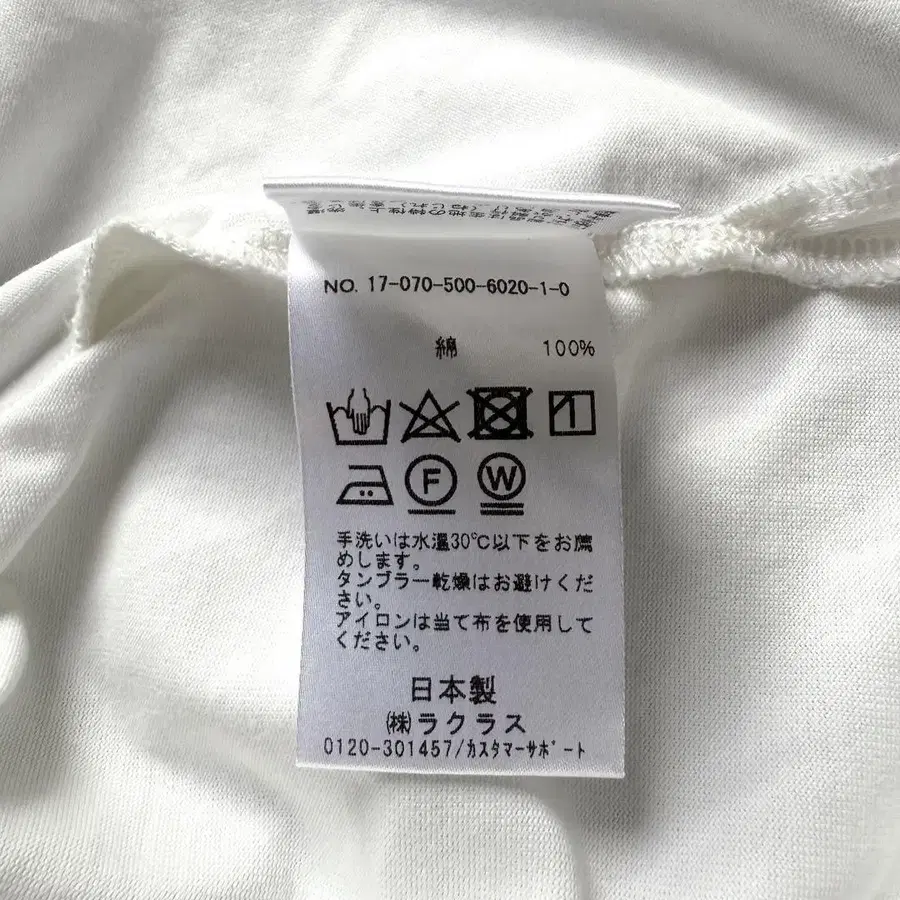 NO. 17-070-500-6020-1-0
綿 100%
F W
手洗いは水温30℃以下をお薦
めします。
タンブラー乾燥はお避けくだ
さい。
アイロンは当て布を使用して
ください。
日本製
㈱ラクラス
0120-301457/ｶｽﾀﾏｰｻﾎﾟｰﾄ